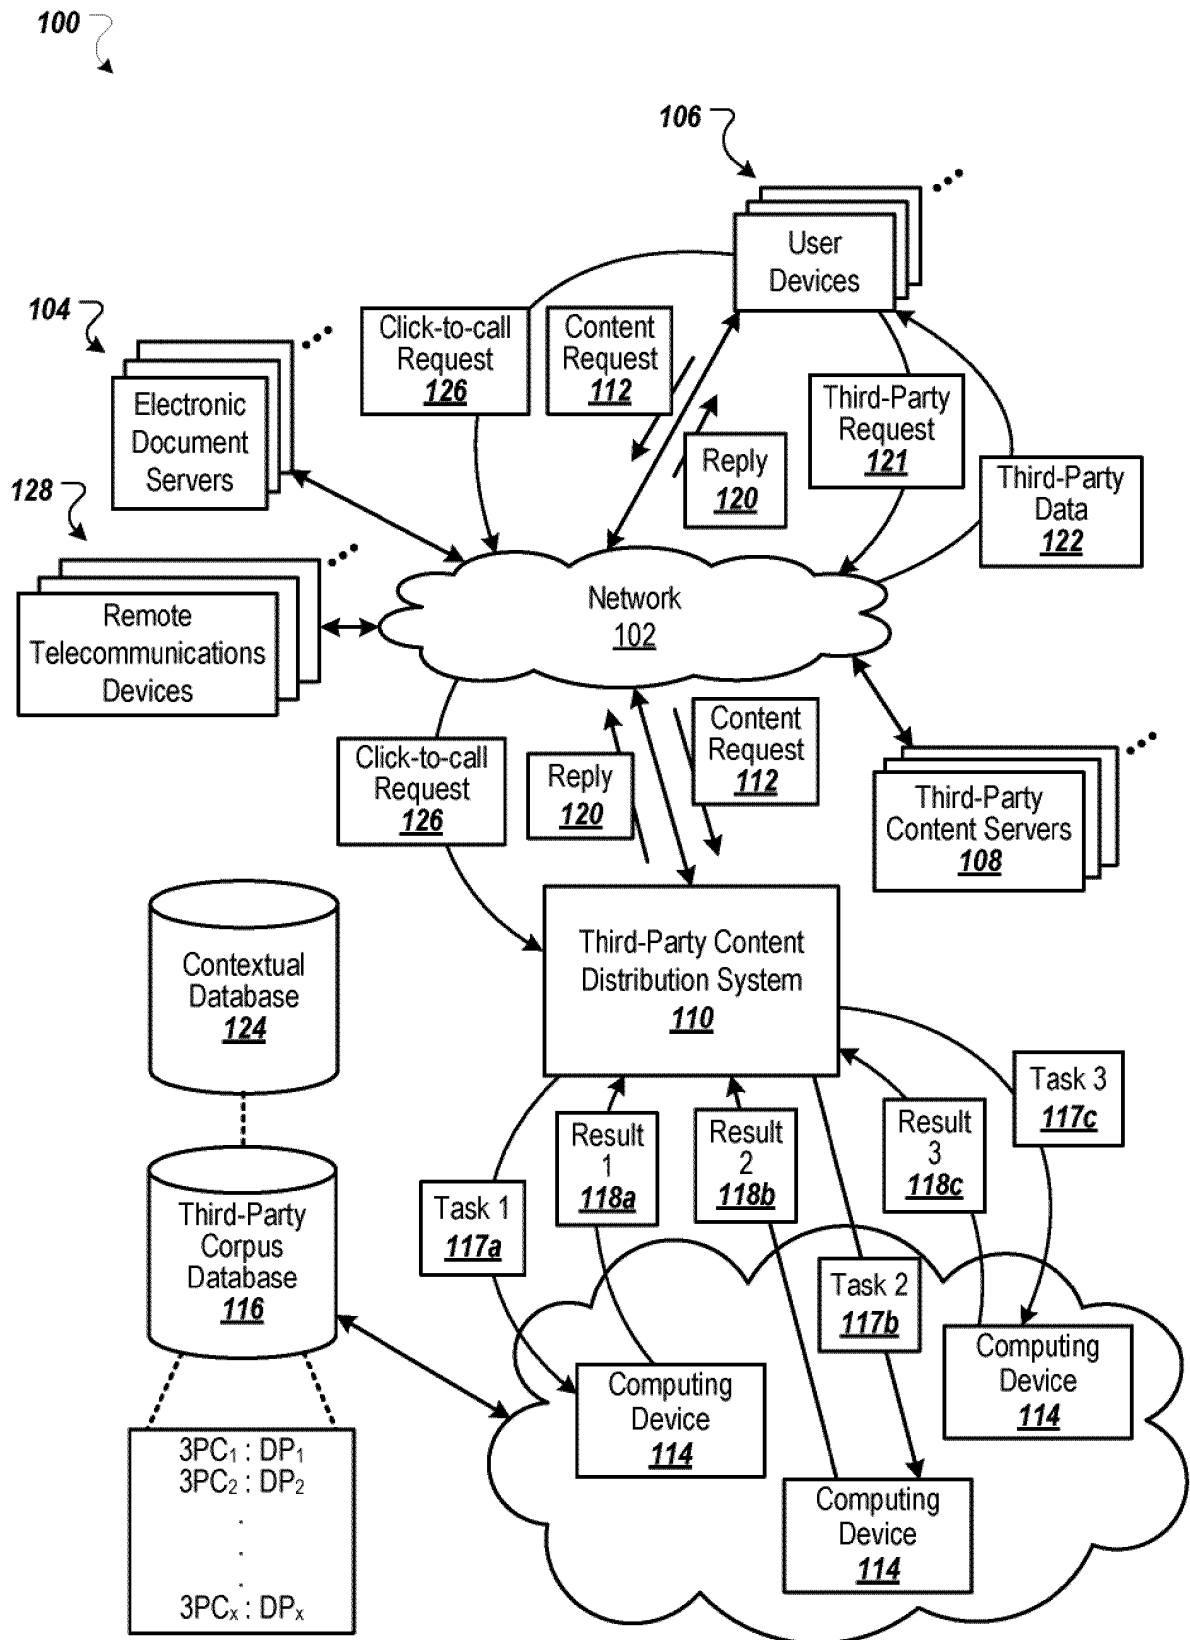 100
106
User
Devices
104
Electronic
Document
Servers
Click-to-call
Request
126
Content
Request
112
Reply
120
Third-Party
Request
121
Third-Party
Data
122
128
Remote
Telecommunications
Devices
Network
102
Click-to-call
Request
126
Reply
120
Content
Request
112
Third-Party
Content Servers
108
Contextual
Database
124
Third-Party Content
Distribution System
110
Third-Party
Corpus
Database
116
Task 1
117a
Result
1
118a
Result
2
118b
Task 2
117b
Result
3
118c
Task 3
117c
Computing
Device
114
Computing
Device
114
Computing
Device
114
3PC₁ : DP₁
3PC₂ : DP₂
.
.
.
3PCₓ : DPₓ